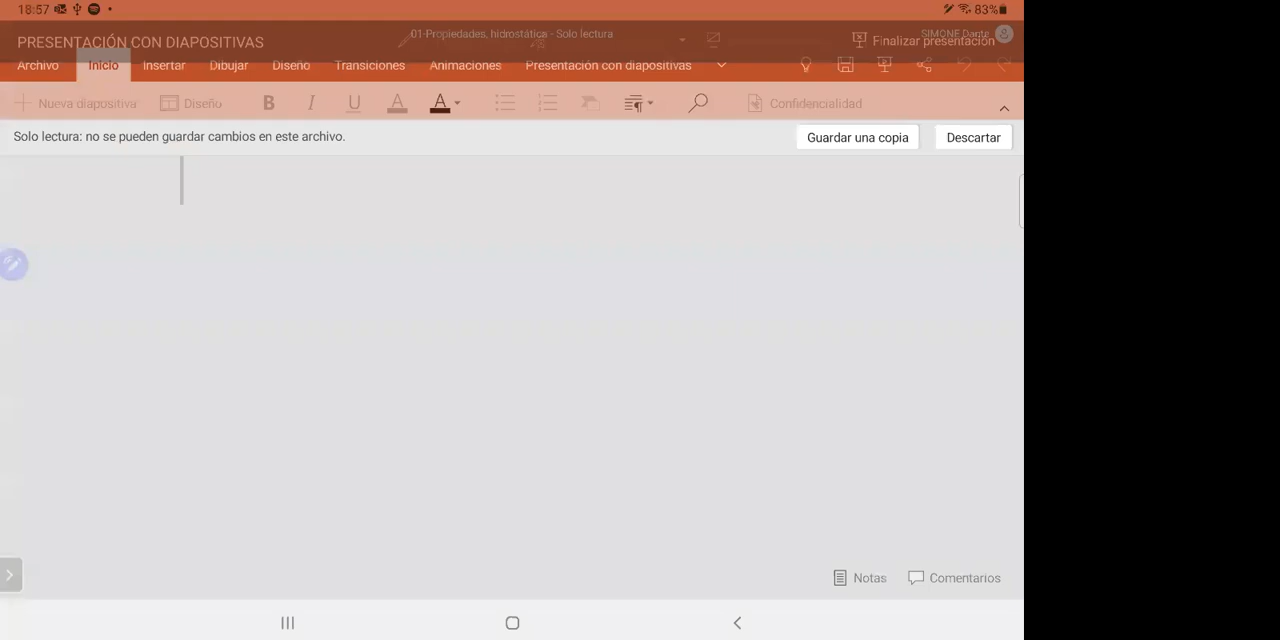 18:57 83%
PRESENTACIÓN CON DIAPOSITIVAS
01-Propiedades, hidrostática - Solo lectura
SIMONE Dante
Finalizar presentación
Archivo Inicio Insertar Dibujar Diseño Transiciones Animaciones Presentación con diapositivas
Nueva diapositiva Diseño B I U A A Confidencialidad
Solo lectura: no se pueden guardar cambios en este archivo. Guardar una copia Descartar
Notas Comentarios